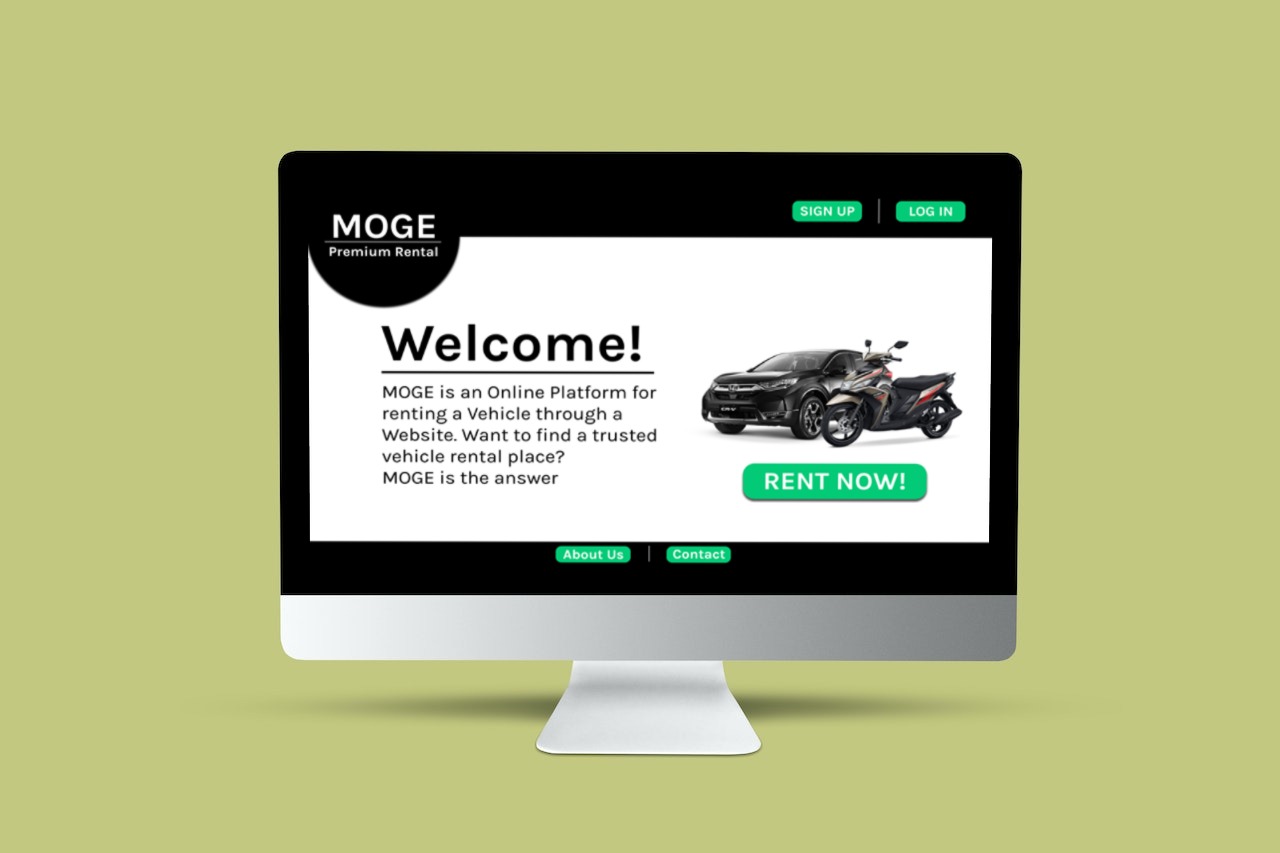 SIGN UP
LOG IN
MOGE
Premium Rental
Welcome!
MOGE is an Online Platform for
renting a Vehicle through a
Website. Want to find a trusted
vehicle rental place?
MOGE is the answer
CR-V
RENT NOW!
About Us
Contact